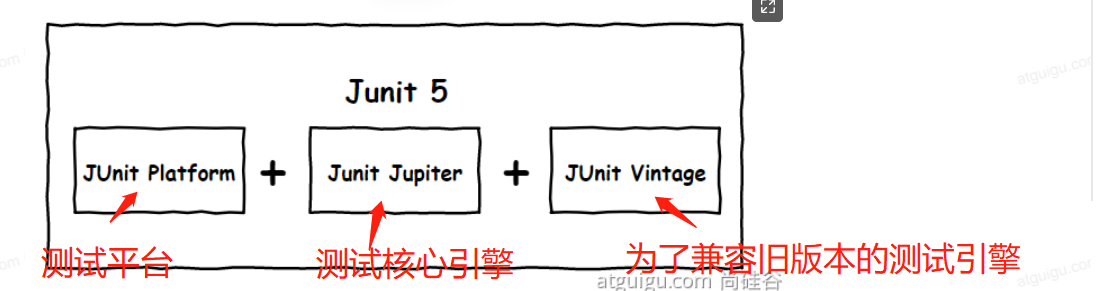 Junit 5
JUnit Platform + Junit Jupiter + JUnit Vintage
测试平台
测试核心引擎
为了兼容旧版本的测试引擎
atguigu.com 尚硅谷
atguigu.com
om
atguigu.com
om